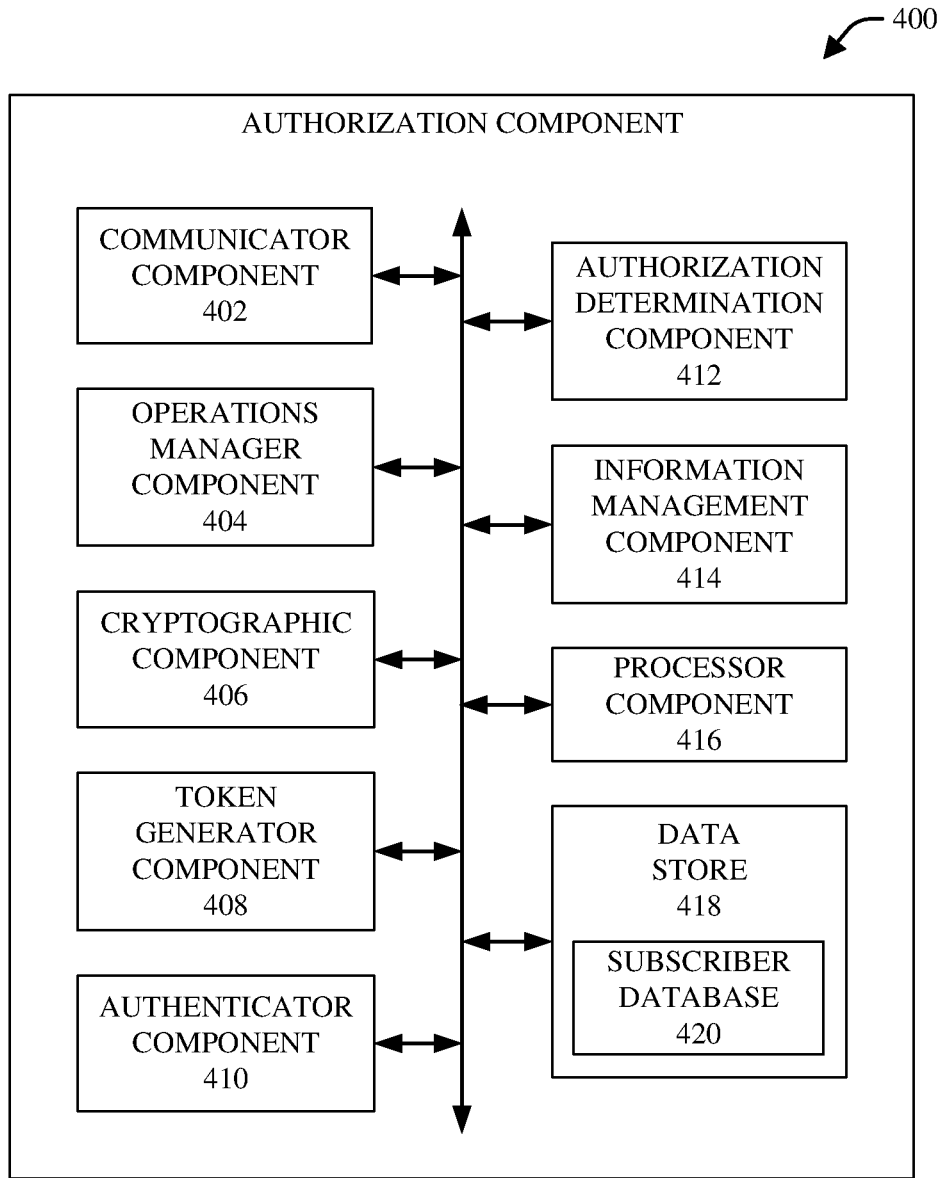 400
AUTHORIZATION COMPONENT
COMMUNICATOR
COMPONENT
402
OPERATIONS
MANAGER
COMPONENT
404
CRYPTOGRAPHIC
COMPONENT
406
TOKEN
GENERATOR
COMPONENT
408
AUTHENTICATOR
COMPONENT
410
AUTHORIZATION
DETERMINATION
COMPONENT
412
INFORMATION
MANAGEMENT
COMPONENT
414
PROCESSOR
COMPONENT
416
DATA
STORE
418
SUBSCRIBER
DATABASE
420